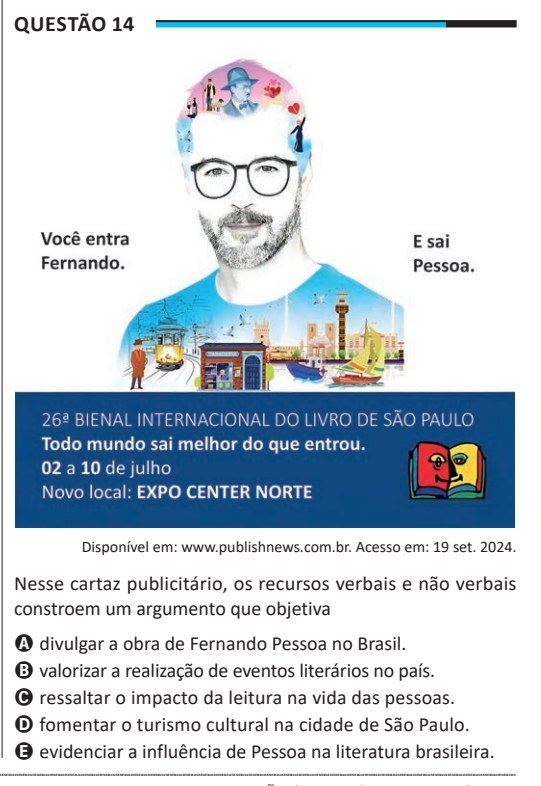 QUESTÃO 14
Você entra
Fernando.
E sai
Pessoa.
26ª BIENAL INTERNACIONAL DO LIVRO DE SÃO PAULO
Todo mundo sai melhor do que entrou.
02 a 10 de julho
Novo local: EXPO CENTER NORTE
Disponível em: www.publishnews.com.br. Acesso em: 19 set. 2024.
Nesse cartaz publicitário, os recursos verbais e não verbais
constroem um argumento que objetiva
A divulgar a obra de Fernando Pessoa no Brasil.
B valorizar a realização de eventos literários no país.
C ressaltar o impacto da leitura na vida das pessoas.
D fomentar o turismo cultural na cidade de São Paulo.
E evidenciar a influência de Pessoa na literatura brasileira.